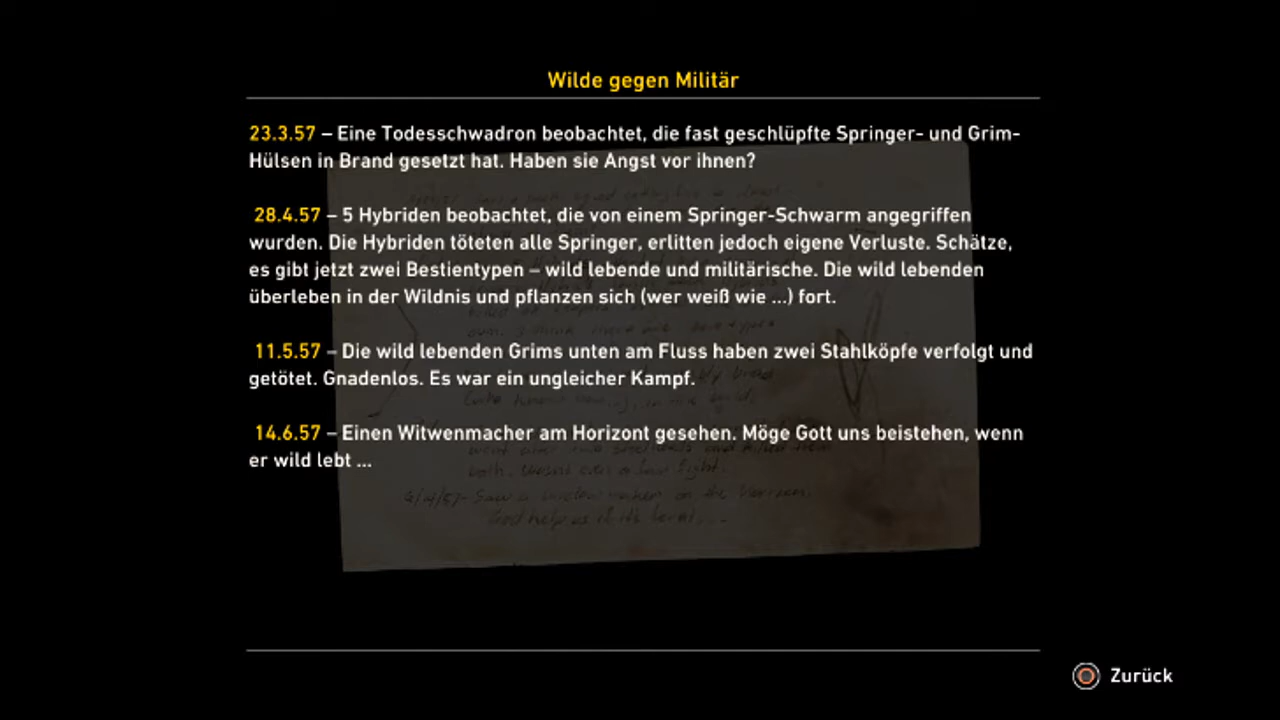 Wilde gegen Militär
23.3.57 – Eine Todesschwadron beobachtet, die fast geschlüpfte Springer- und Grim-
Hülsen in Brand gesetzt hat. Haben sie Angst vor ihnen?
28.4.57 – 5 Hybriden beobachtet, die von einem Springer-Schwarm angegriffen
wurden. Die Hybriden töteten alle Springer, erlitten jedoch eigene Verluste. Schätze,
es gibt jetzt zwei Bestientypen – wild lebende und militärische. Die wild lebenden
überleben in der Wildnis und pflanzen sich (wer weiß wie ...) fort.
11.5.57 – Die wild lebenden Grims unten am Fluss haben zwei Stahlköpfe verfolgt und
getötet. Gnadenlos. Es war ein ungleicher Kampf.
14.6.57 – Einen Witwenmacher am Horizont gesehen. Möge Gott uns beistehen, wenn
er wild lebt ...
Zurück